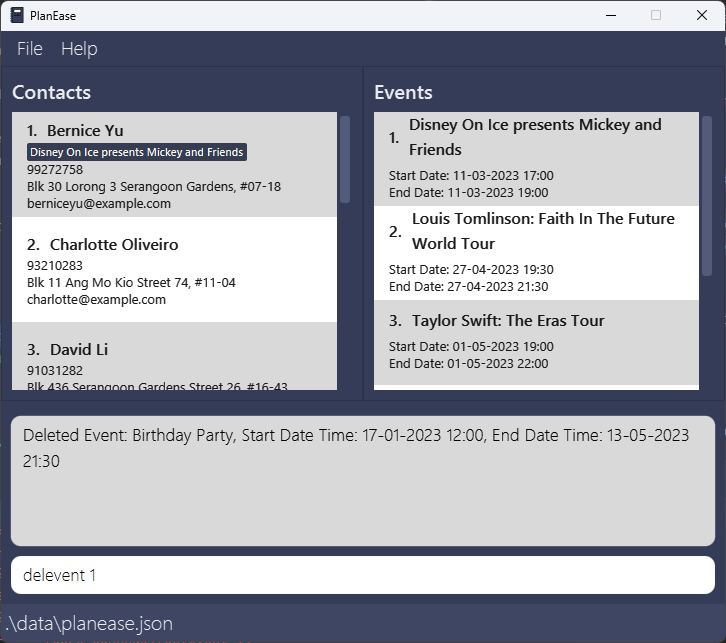 PlanEase
File Help
Contacts
1. Bernice Yu
Disney On Ice presents Mickey and Friends
99272758
Blk 30 Lorong 3 Serangoon Gardens, #07-18
berniceyu@example.com
2. Charlotte Oliveiro
93210283
Blk 11 Ang Mo Kio Street 74, #11-04
charlotte@example.com
3. David Li
91031282
Blk 436 Serangoon Gardens Street 26, #16-43
Events
1. Disney On Ice presents Mickey and
Friends
Start Date: 11-03-2023 17:00
End Date: 11-03-2023 19:00
2. Louis Tomlinson: Faith In The Future
World Tour
Start Date: 27-04-2023 19:30
End Date: 27-04-2023 21:30
3. Taylor Swift: The Eras Tour
Start Date: 01-05-2023 19:00
End Date: 01-05-2023 22:00
Deleted Event: Birthday Party, Start Date Time: 17-01-2023 12:00, End Date Time: 13-05-2023
21:30
delevent 1
.\data\planease.json